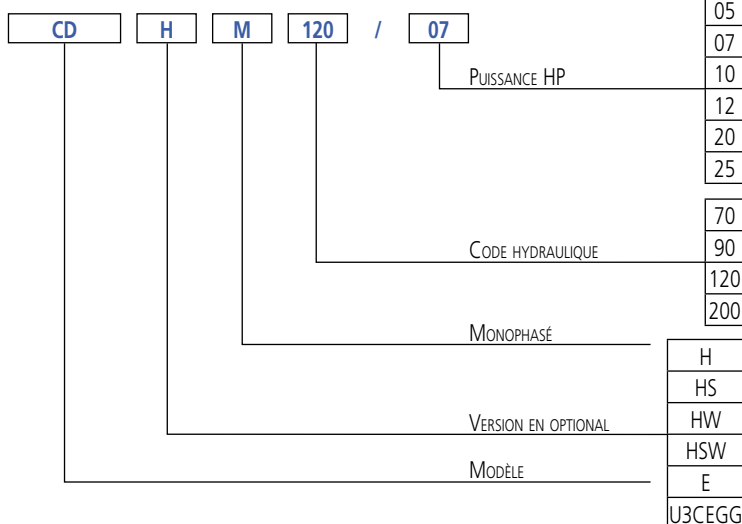 CD H M 120 / 07
05
07
Puissance HP 10
12
20
25
70
Code hydraulique 90
120
200
Monophasé
H
HS
Version en optional HW
HSW
Modèle E
U3CEGG